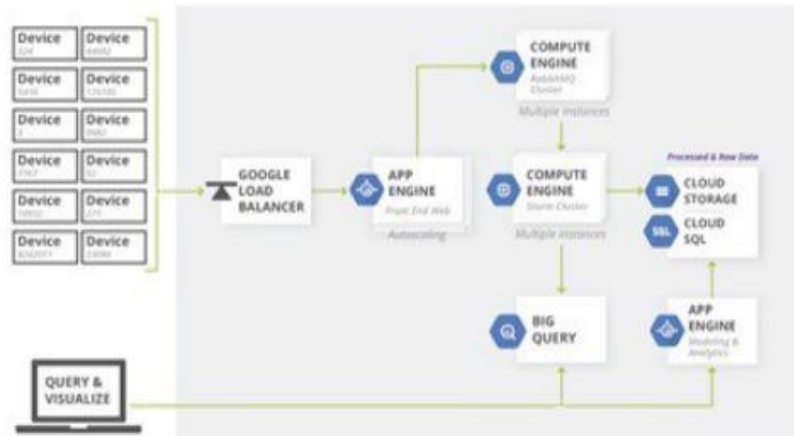 Device
Device
Device
Device
Device
Device
Device
Device
Device
Device
Device
Device
GOOGLE
LOAD
BALANCER
APP
ENGINE
Front End Web
Autoscaling
COMPUTE
ENGINE
RabbitMQ
Cluster
Multiple Instances
COMPUTE
ENGINE
Storm Cluster
Multiple Instances
Processed & Raw Data
CLOUD
STORAGE
SQL
CLOUD
SQL
BIG
QUERY
APP
ENGINE
Modeling &
Analytics
QUERY &
VISUALIZE